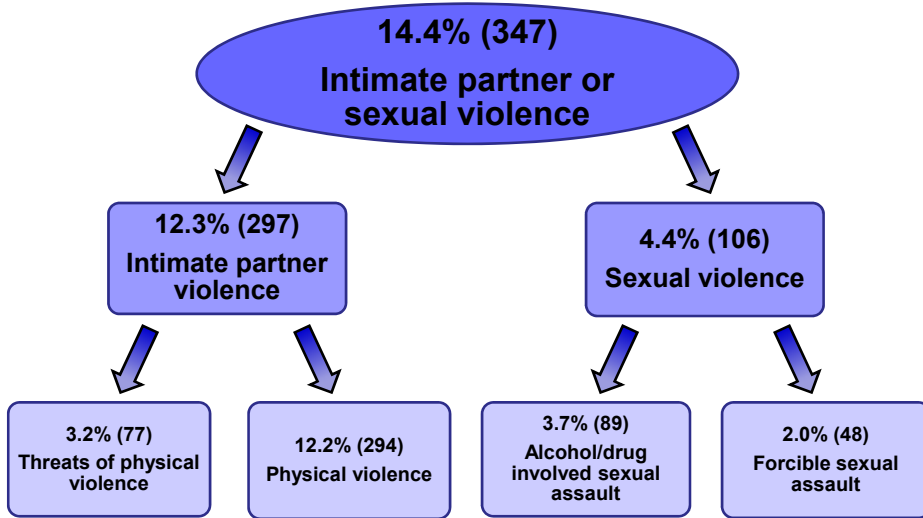 14.4% (347)
Intimate partner or
sexual violence
12.3% (297)
Intimate partner
violence
4.4% (106)
Sexual violence
3.2% (77)
Threats of physical
violence
12.2% (294)
Physical violence
3.7% (89)
Alcohol/drug
involved sexual
assault
2.0% (48)
Forcible sexual
assault